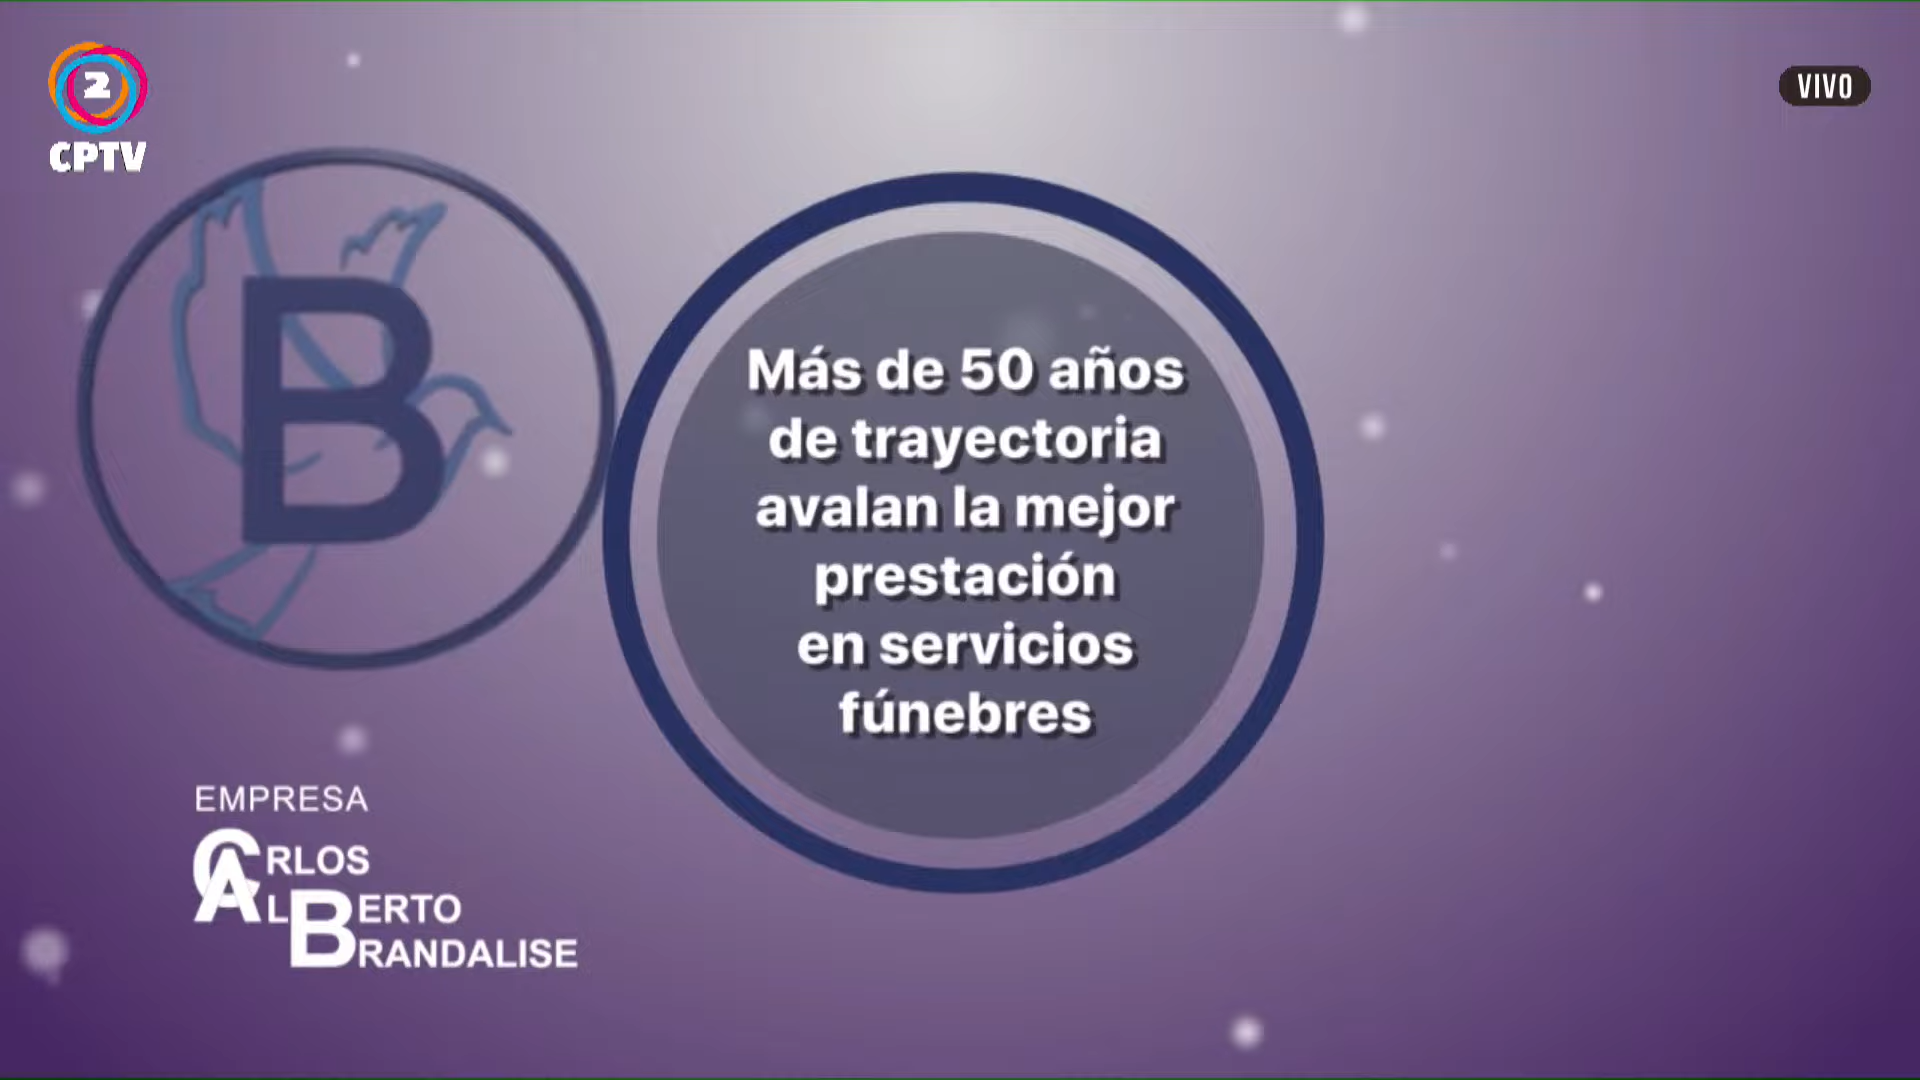 2
CPTV
VIVO
B
Más de 50 años
de trayectoria
avalan la mejor
prestación
en servicios
fúnebres
EMPRESA
CARLOS
ALBERTO
BRANDALISE